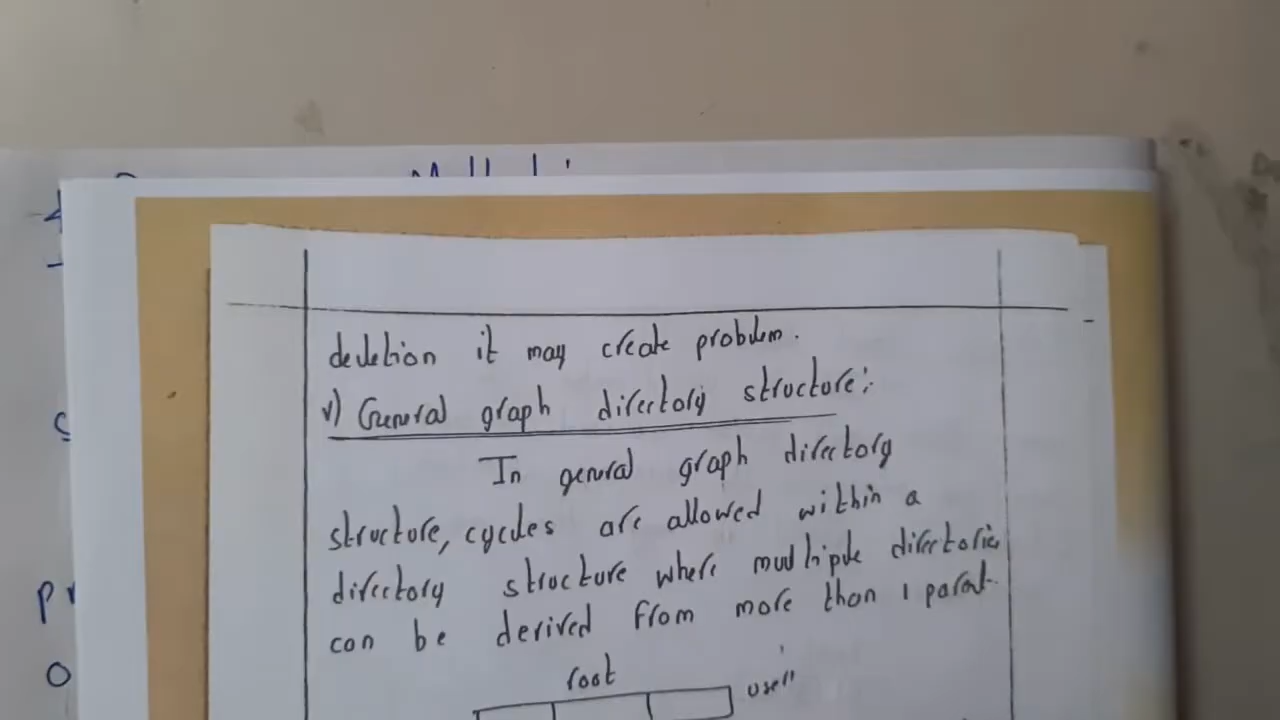 deletion it may create problem.
v) General graph directory structure:
In general graph directory
structure, cycles are allowed within a
directory structure where multiple directories
can be derived from more than 1 parent.
root
user